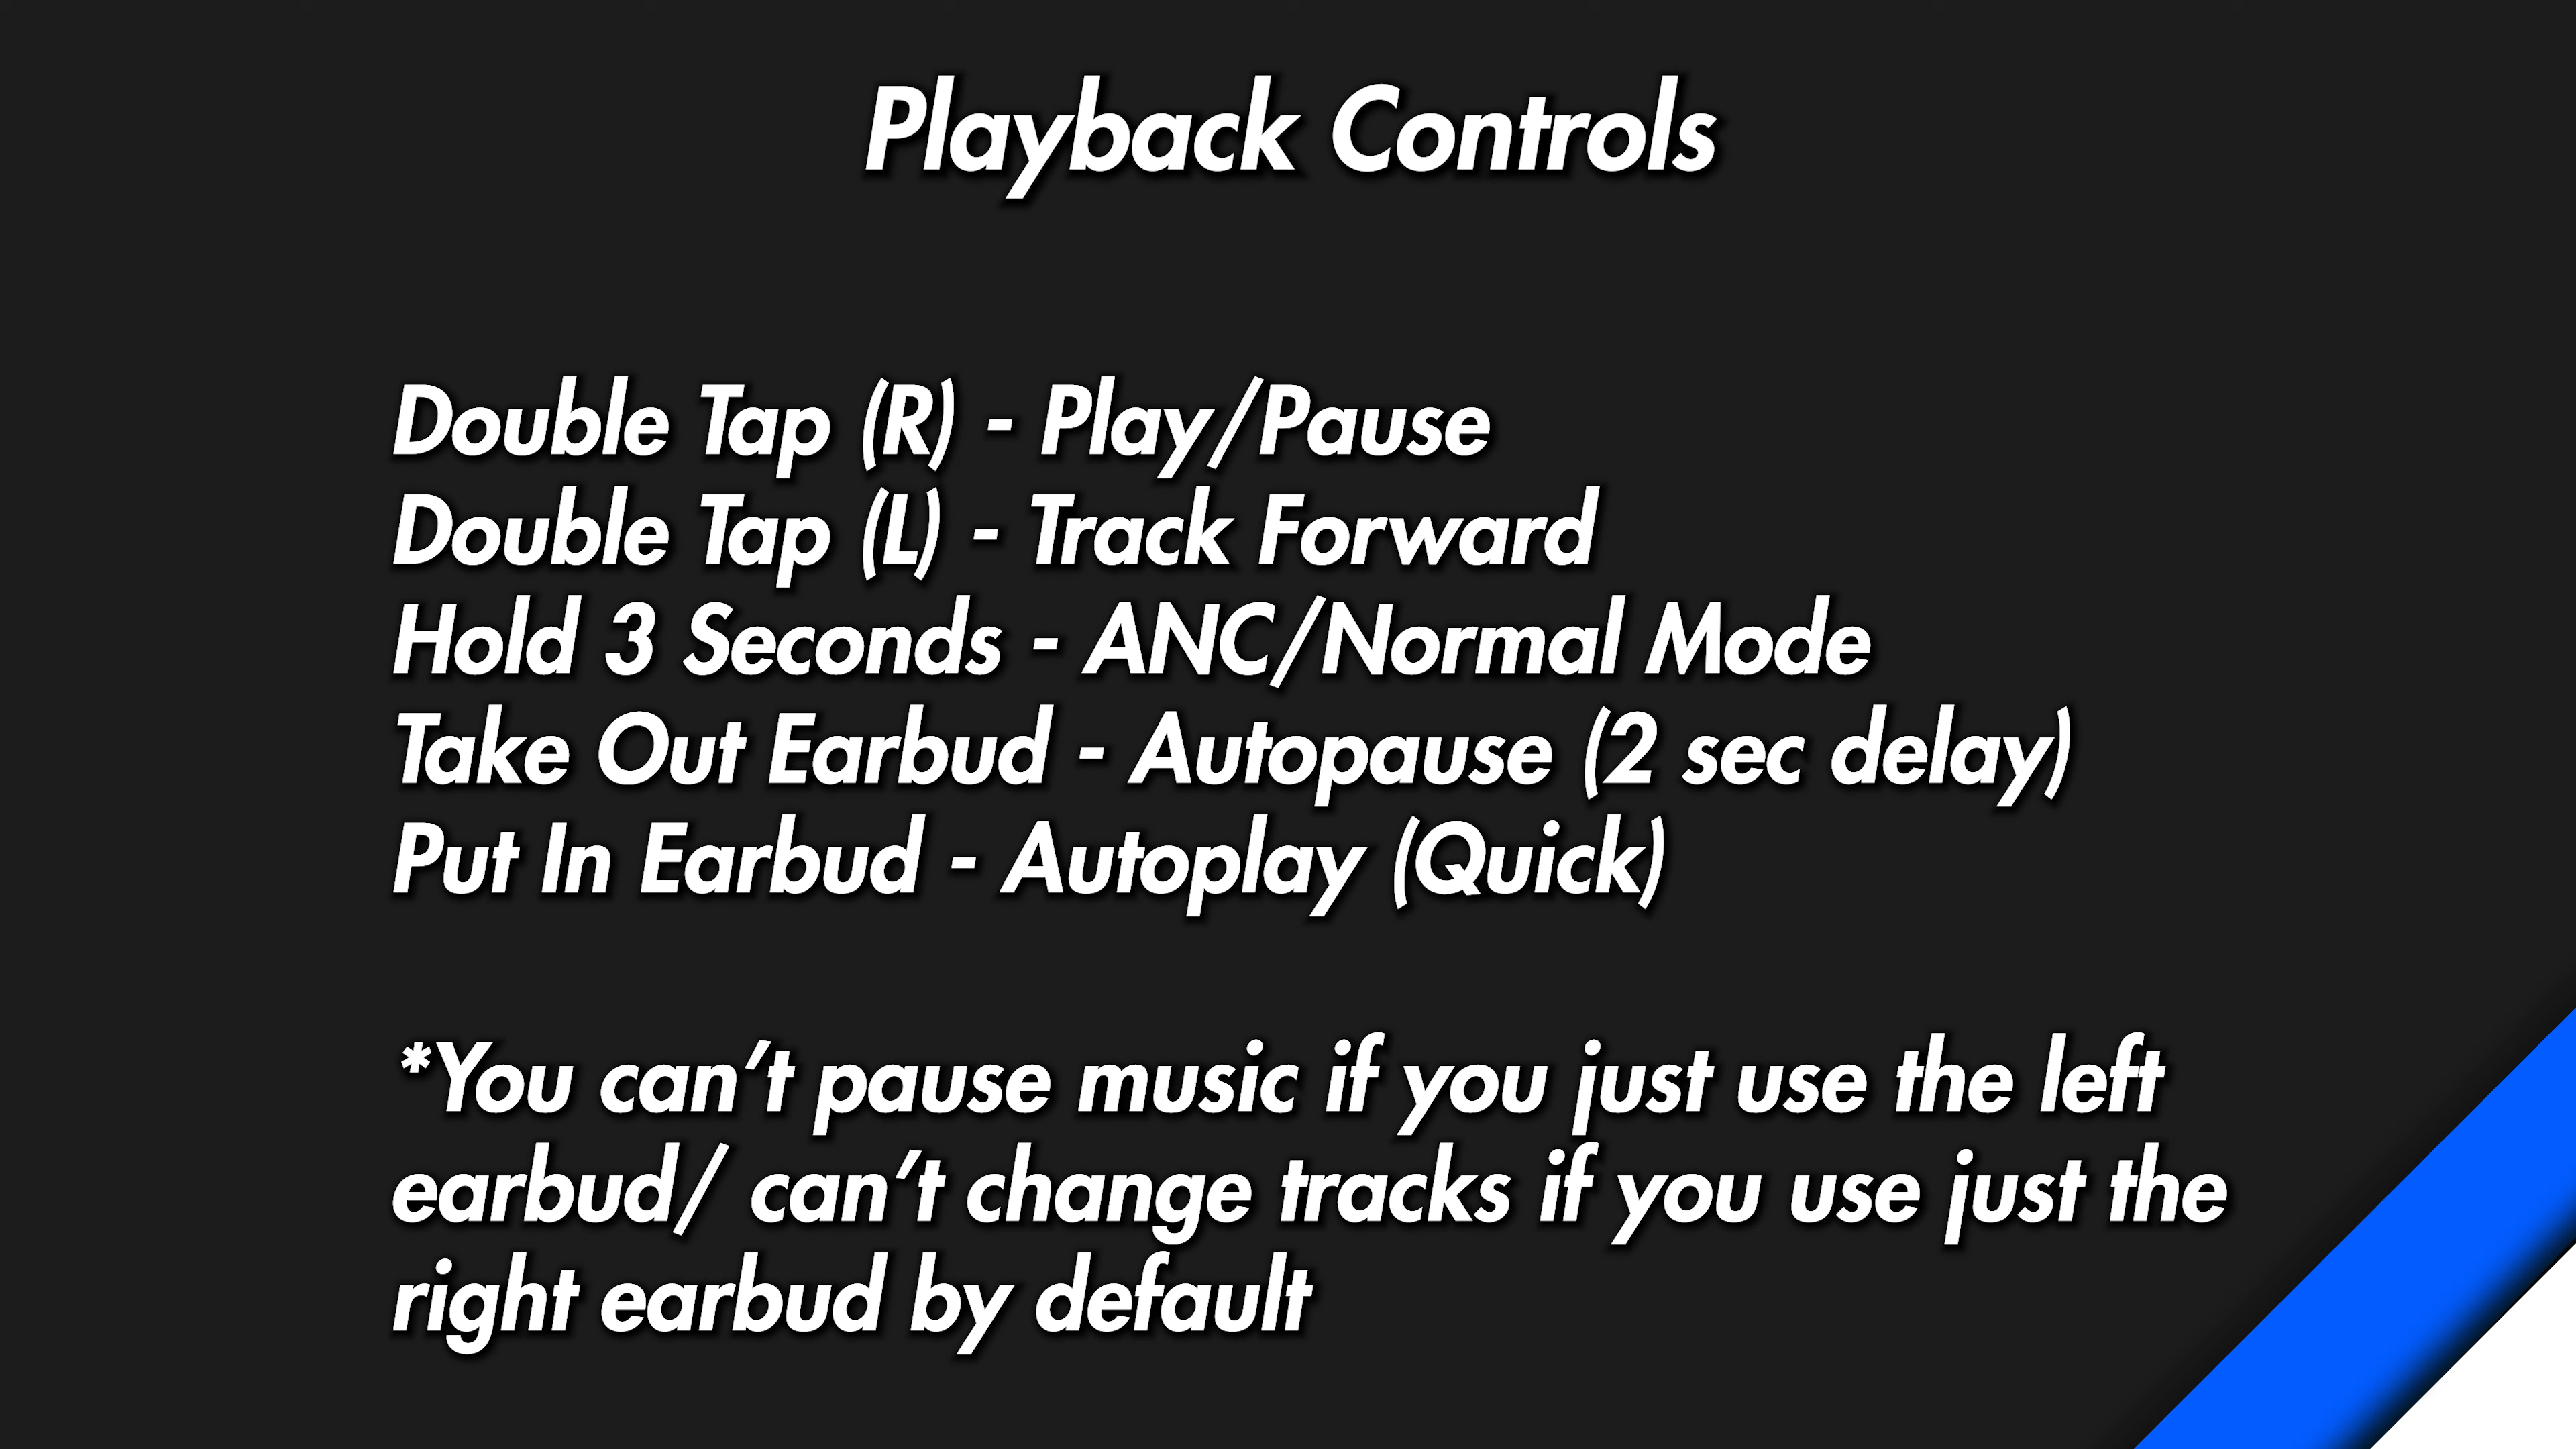 Playback Controls
Double Tap (R) - Play/Pause
Double Tap (L) - Track Forward
Hold 3 Seconds - ANC/Normal Mode
Take Out Earbud - Autopause (2 sec delay)
Put In Earbud - Autoplay (Quick)
*You can't pause music if you just use the left
earbud/ can't change tracks if you use just the
right earbud by default